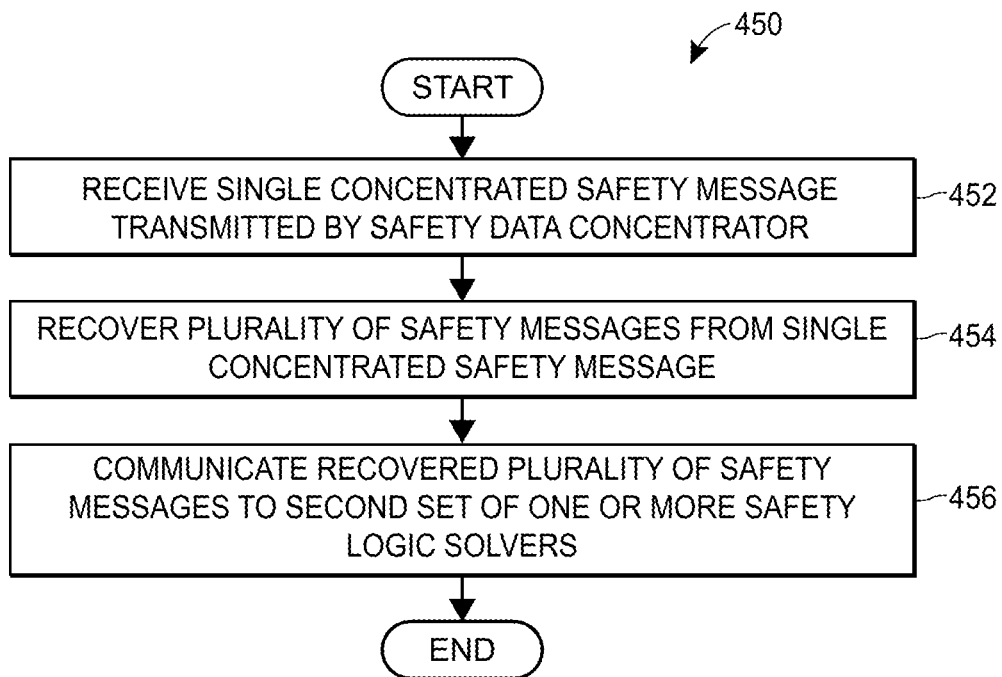 450
START
RECEIVE SINGLE CONCENTRATED SAFETY MESSAGE
TRANSMITTED BY SAFETY DATA CONCENTRATOR
452
RECOVER PLURALITY OF SAFETY MESSAGES FROM SINGLE
CONCENTRATED SAFETY MESSAGE
454
COMMUNICATE RECOVERED PLURALITY OF SAFETY
MESSAGES TO SECOND SET OF ONE OR MORE SAFETY
LOGIC SOLVERS
456
END